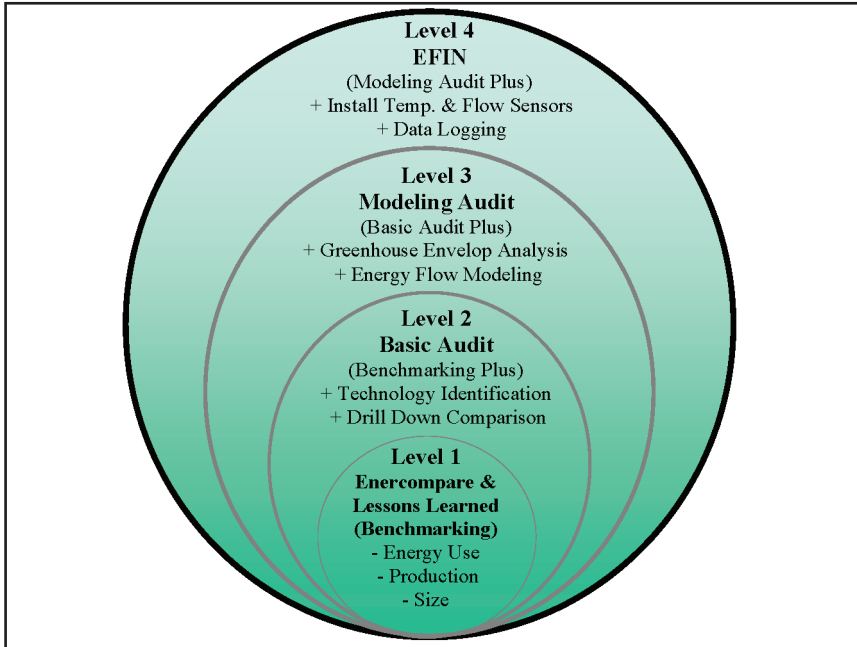 Level 4
EFIN
(Modeling Audit Plus)
+ Install Temp. & Flow Sensors
+ Data Logging
Level 3
Modeling Audit
(Basic Audit Plus)
+ Greenhouse Envelop Analysis
+ Energy Flow Modeling
Level 2
Basic Audit
(Benchmarking Plus)
+ Technology Identification
+ Drill Down Comparison
Level 1
Enercompare &
Lessons Learned
(Benchmarking)
- Energy Use
- Production
- Size